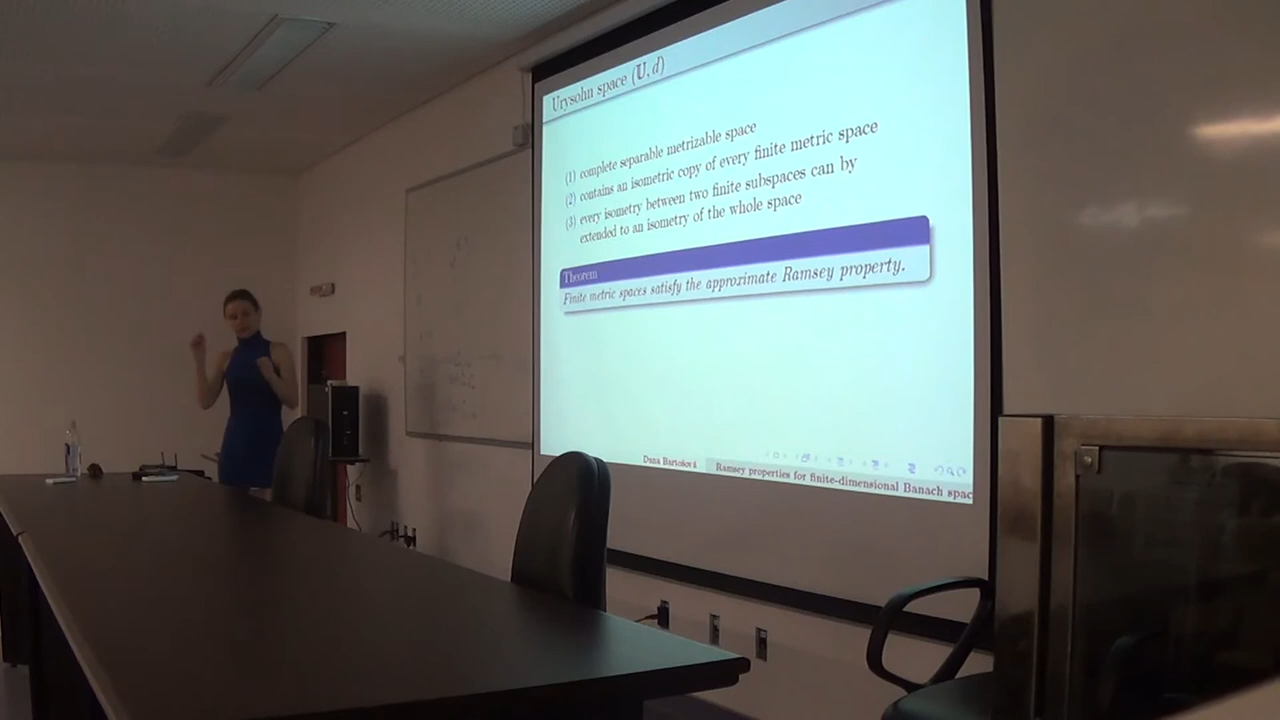 Urysohn space (U, d)
(1) complete separable metrizable space
(2) contains an isometric copy of every finite metric space
(3) every isometry between two finite subspaces can by
extended to an isometry of the whole space
Theorem
Finite metric spaces satisfy the approximate Ramsey property.
Dana Bartošová
Ramsey properties for finite-dimensional Banach spac